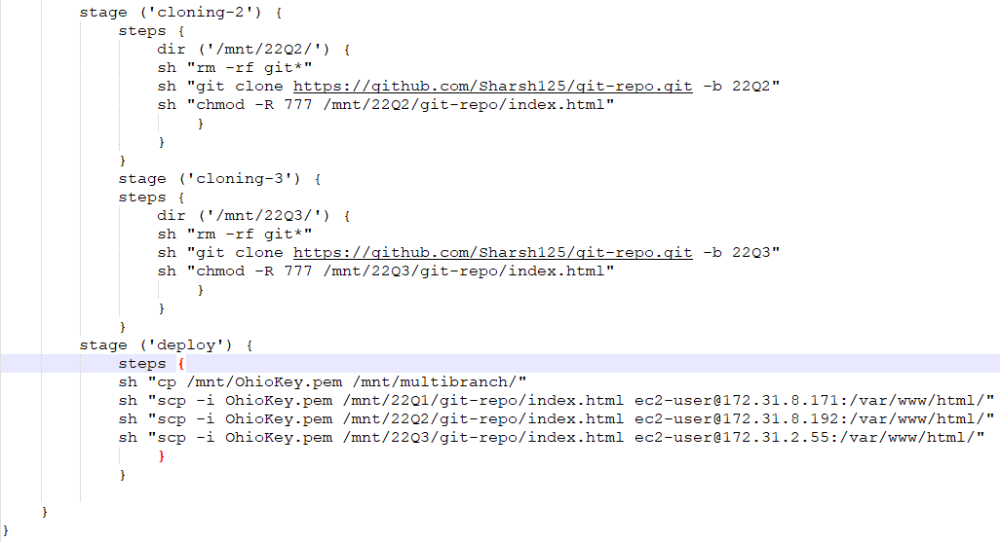 stage ('cloning-2') {
steps {
dir ('/mnt/22Q2/') {
sh "rm -rf git*"
sh "git clone https://github.com/Sharsh125/git-repo.git -b 22Q2"
sh "chmod -R 777 /mnt/22Q2/git-repo/index.html"
}
}
}
stage ('cloning-3') {
steps {
dir ('/mnt/22Q3/') {
sh "rm -rf git*"
sh "git clone https://github.com/Sharsh125/git-repo.git -b 22Q3"
sh "chmod -R 777 /mnt/22Q3/git-repo/index.html"
}
}
}
stage ('deploy') {
steps {
sh "cp /mnt/OhioKey.pem /mnt/multibranch/"
sh "scp -i OhioKey.pem /mnt/22Q1/git-repo/index.html ec2-user@172.31.8.171:/var/www/html/"
sh "scp -i OhioKey.pem /mnt/22Q2/git-repo/index.html ec2-user@172.31.8.192:/var/www/html/"
sh "scp -i OhioKey.pem /mnt/22Q3/git-repo/index.html ec2-user@172.31.2.55:/var/www/html/"
}
}
}
}